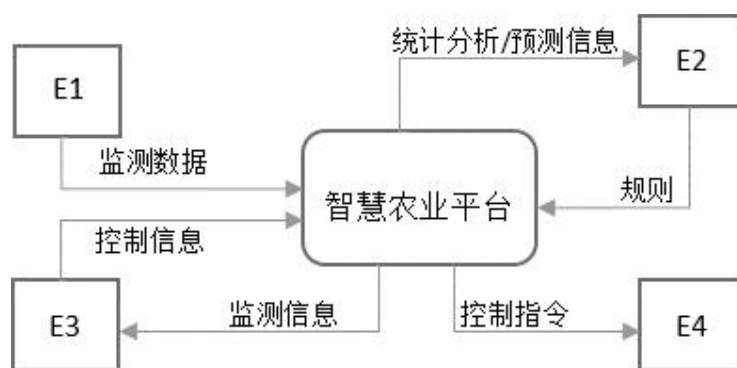 统计分析/预测信息
E1
E2
监测数据
智慧农业平台
规则
控制信息
E3
监测信息
控制指令
E4